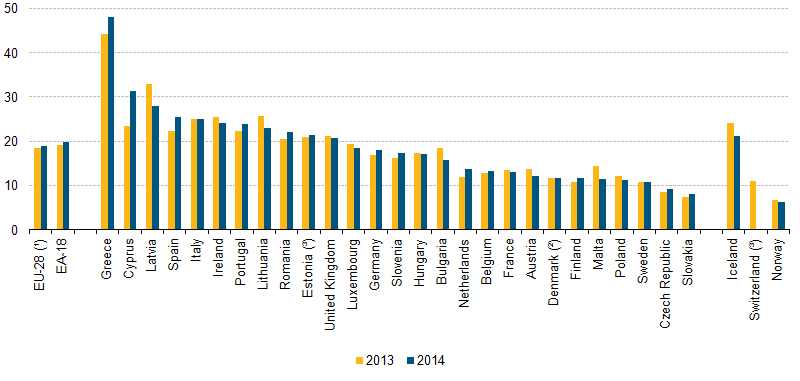 50
40
30
20
10
0
EU-28 (¹)
EA-18
Greece
Cyprus
Latvia
Spain
Italy
Ireland
Portugal
Lithuania
Romania
Estonia (³)
United Kingdom
Luxembourg
Germany
Slovenia
Hungary
Bulgaria
Netherlands
Belgium
France
Austria
Denmark (²)
Finland
Malta
Poland
Sweden
Czech Republic
Slovakia
Iceland
Switzerland (³)
Norway
2013
2014